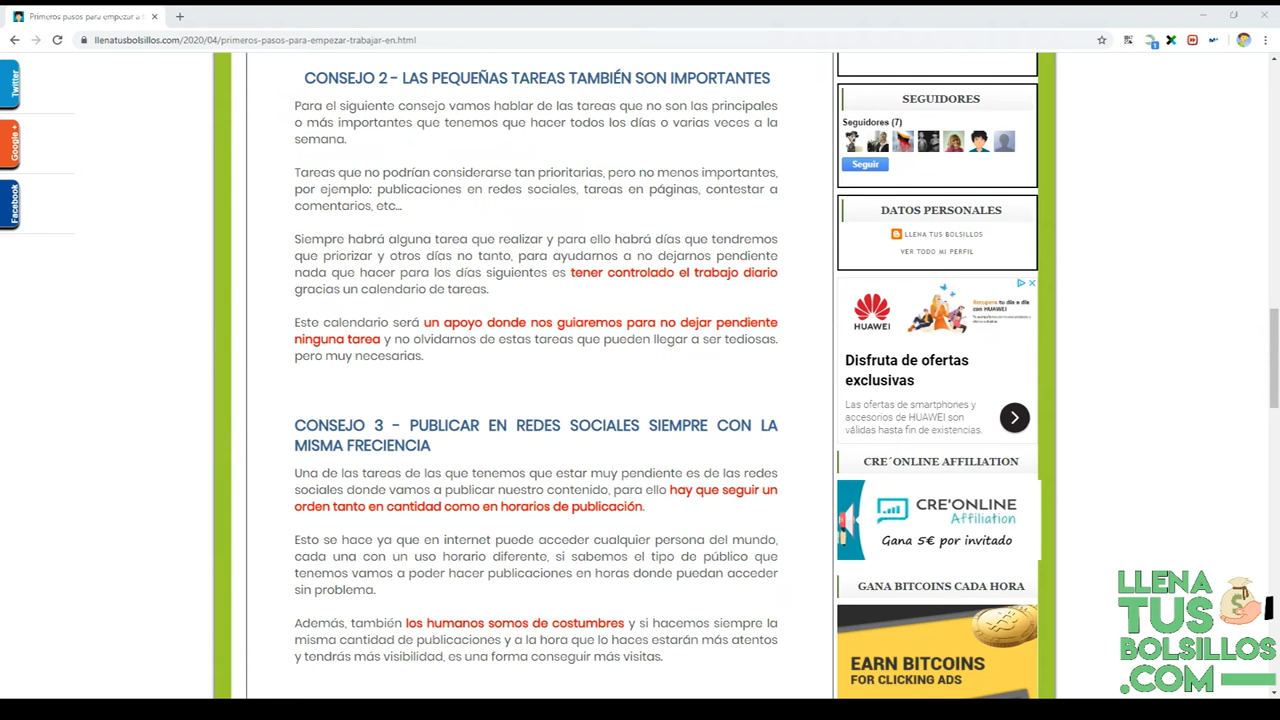 Primeros pasos para empezar a t
llenatusbolsillos.com/2020/04/primeros-pasos-para-empezar-trabajar-en.html
Twitter
Google +
Facebook
CONSEJO 2 - LAS PEQUEÑAS TAREAS TAMBIÉN SON IMPORTANTES
Para el siguiente consejo vamos hablar de las tareas que no son las principales
o más importantes que tenemos que hacer todos los días o varias veces a la
semana.
Tareas que no podrían considerarse tan prioritarias, pero no menos importantes,
por ejemplo: publicaciones en redes sociales, tareas en páginas, contestar a
comentarios, etc...
Siempre habrá alguna tarea que realizar y para ello habrá días que tendremos
que priorizar y otros días no tanto, para ayudarnos a no dejarnos pendiente
nada que hacer para los días siguientes es tener controlado el trabajo diario
gracias un calendario de tareas.
Este calendario será un apoyo donde nos guiaremos para no dejar pendiente
ninguna tarea y no olvidarnos de estas tareas que pueden llegar a ser tediosas.
pero muy necesarias.
CONSEJO 3 - PUBLICAR EN REDES SOCIALES SIEMPRE CON LA
MISMA FRECIENCIA
Una de las tareas de las que tenemos que estar muy pendiente es de las redes
sociales donde vamos a publicar nuestro contenido, para ello hay que seguir un
orden tanto en cantidad como en horarios de publicación.
Esto se hace ya que en internet puede acceder cualquier persona del mundo,
cada una con un uso horario diferente, si sabemos el tipo de público que
tenemos vamos a poder hacer publicaciones en horas donde puedan acceder
sin problema.
Además, también los humanos somos de costumbres y si hacemos siempre la
misma cantidad de publicaciones y a la hora que lo haces estarán más atentos
y tendrás más visibilidad, es una forma conseguir más visitas.
SEGUIDORES
Seguidores (7)
Seguir
DATOS PERSONALES
LLENA TUS BOLSILLOS
VER TODO MI PERFIL
HUAWEI
Recupera tu día a día
con HUAWEI
Disfruta de ofertas
exclusivas
Las ofertas de smartphones y
accesorios de HUAWEI son
válidas hasta fin de existencias.
CRE´ONLINE AFFILIATION
CRE'ONLINE
Affiliation
Gana 5€ por invitado
GANA BITCOINS CADA HORA
EARN BITCOINS
FOR CLICKING ADS
LLENA
TUS
BOLSILLOS
.COM